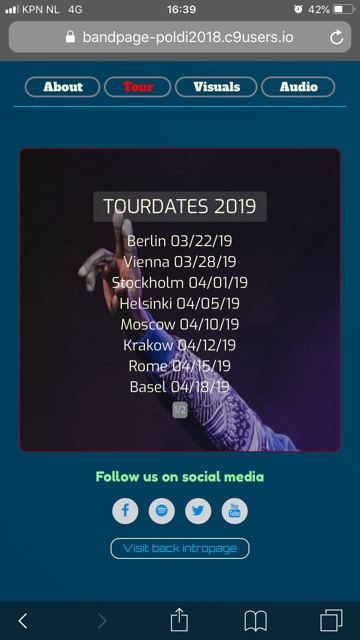 KPN NL 4G 16:39 42%
bandpage-poldi2018.c9users.io
About Tour Visuals Audio
TOURDATES 2019
Berlin 03/22/19
Vienna 03/28/19
Stockholm 04/01/19
Helsinki 04/05/19
Moscow 04/10/19
Krakow 04/12/19
Rome 04/15/19
Basel 04/18/19
1/2
Follow us on social media
You Tube
Visit back intropage